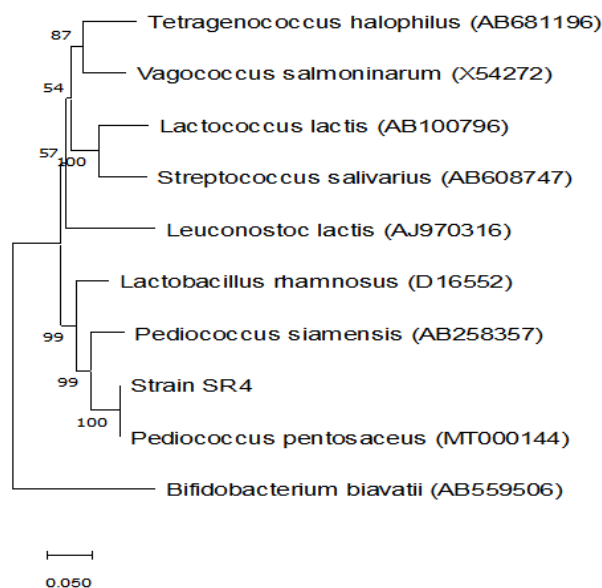 Tetragenococcus halophilus (AB681196)
87
Vagococcus salmoninarum (X54272)
54
Lactococcus lactis (AB100796)
57
100
Streptococcus salivarius (AB608747)
Leuconostoc lactis (AJ970316)
Lactobacillus rhamnosus (D16552)
99
Pediococcus siamensis (AB258357)
99
Strain SR4
100
Pediococcus pentosaceus (MT000144)
Bifidobacterium biavatii (AB559506)
0.050